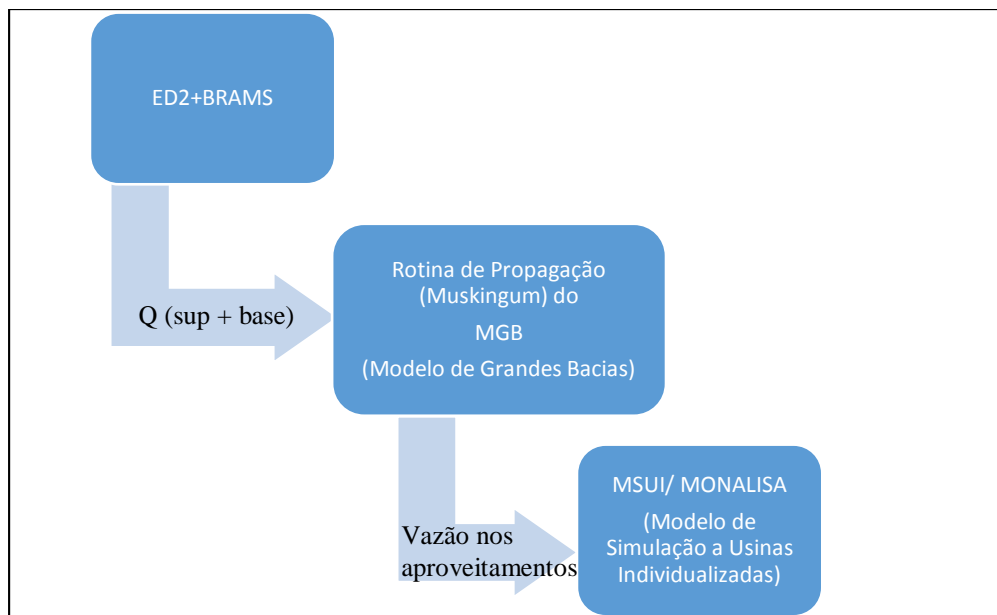 ED2+BRAMS
Q (sup + base)
Rotina de Propagação
(Muskingum) do
MGB
(Modelo de Grandes Bacias)
Vazão nos
aproveitamentos
MSUI/ MONALISA
(Modelo de
Simulação a Usinas
Individualizadas)